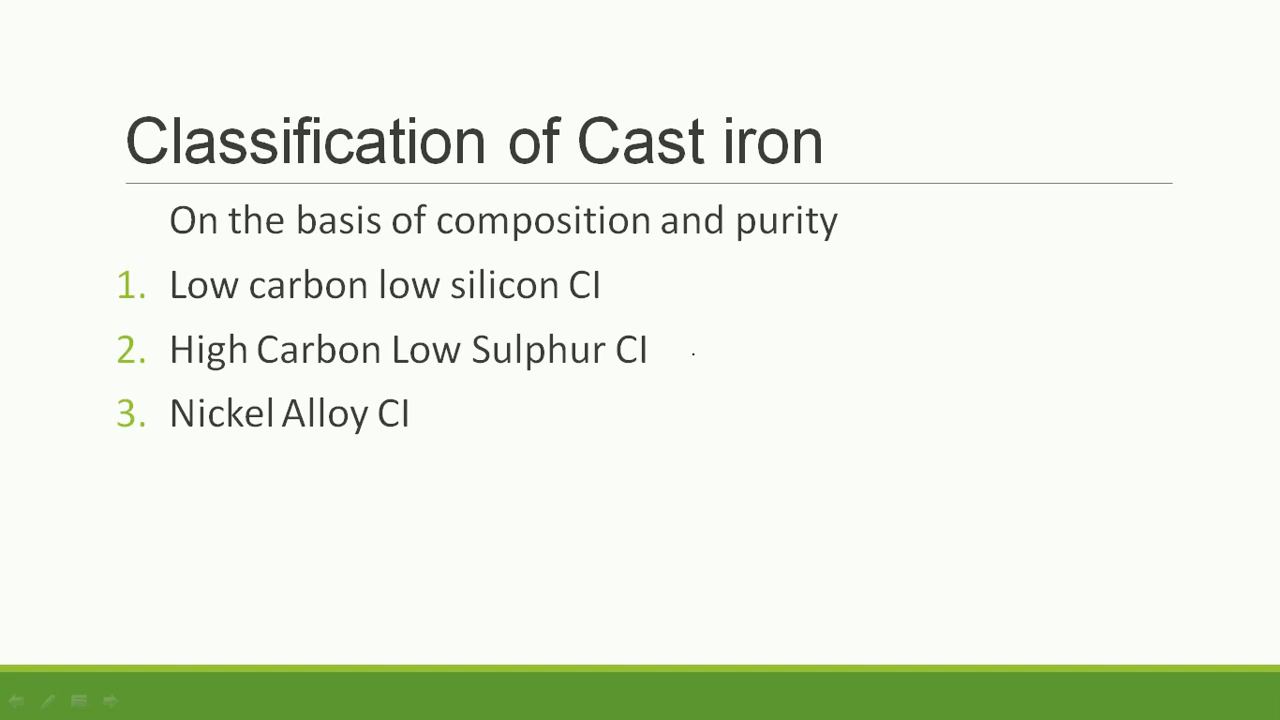 Classification of Cast iron
On the basis of composition and purity
1. Low carbon low silicon CI
2. High Carbon Low Sulphur CI
3. Nickel Alloy CI